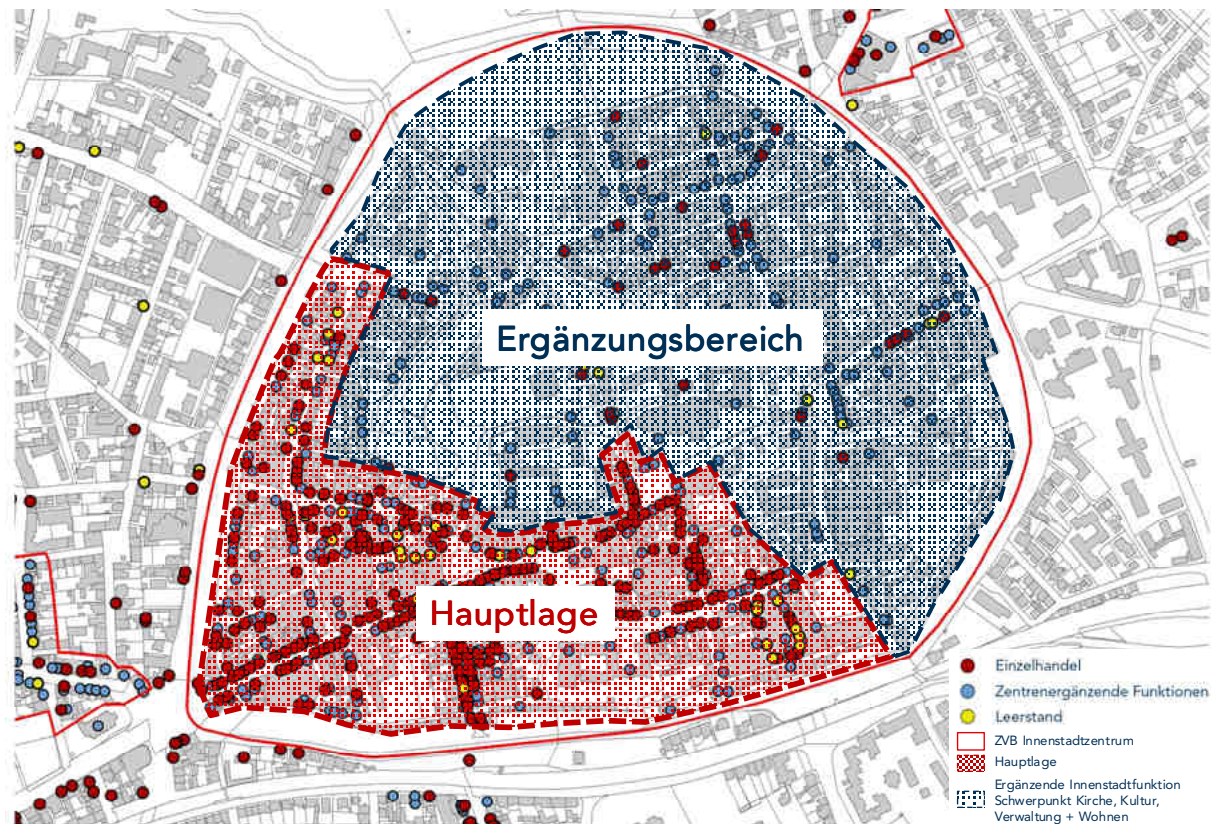 Ergänzungsbereich
Hauptlage
Einzelhandel
Zentrenergänzende Funktionen
Leerstand
ZVB Innenstadtzentrum
Hauptlage
Ergänzende Innenstadtfunktion
Schwerpunkt Kirche, Kultur,
Verwaltung + Wohnen